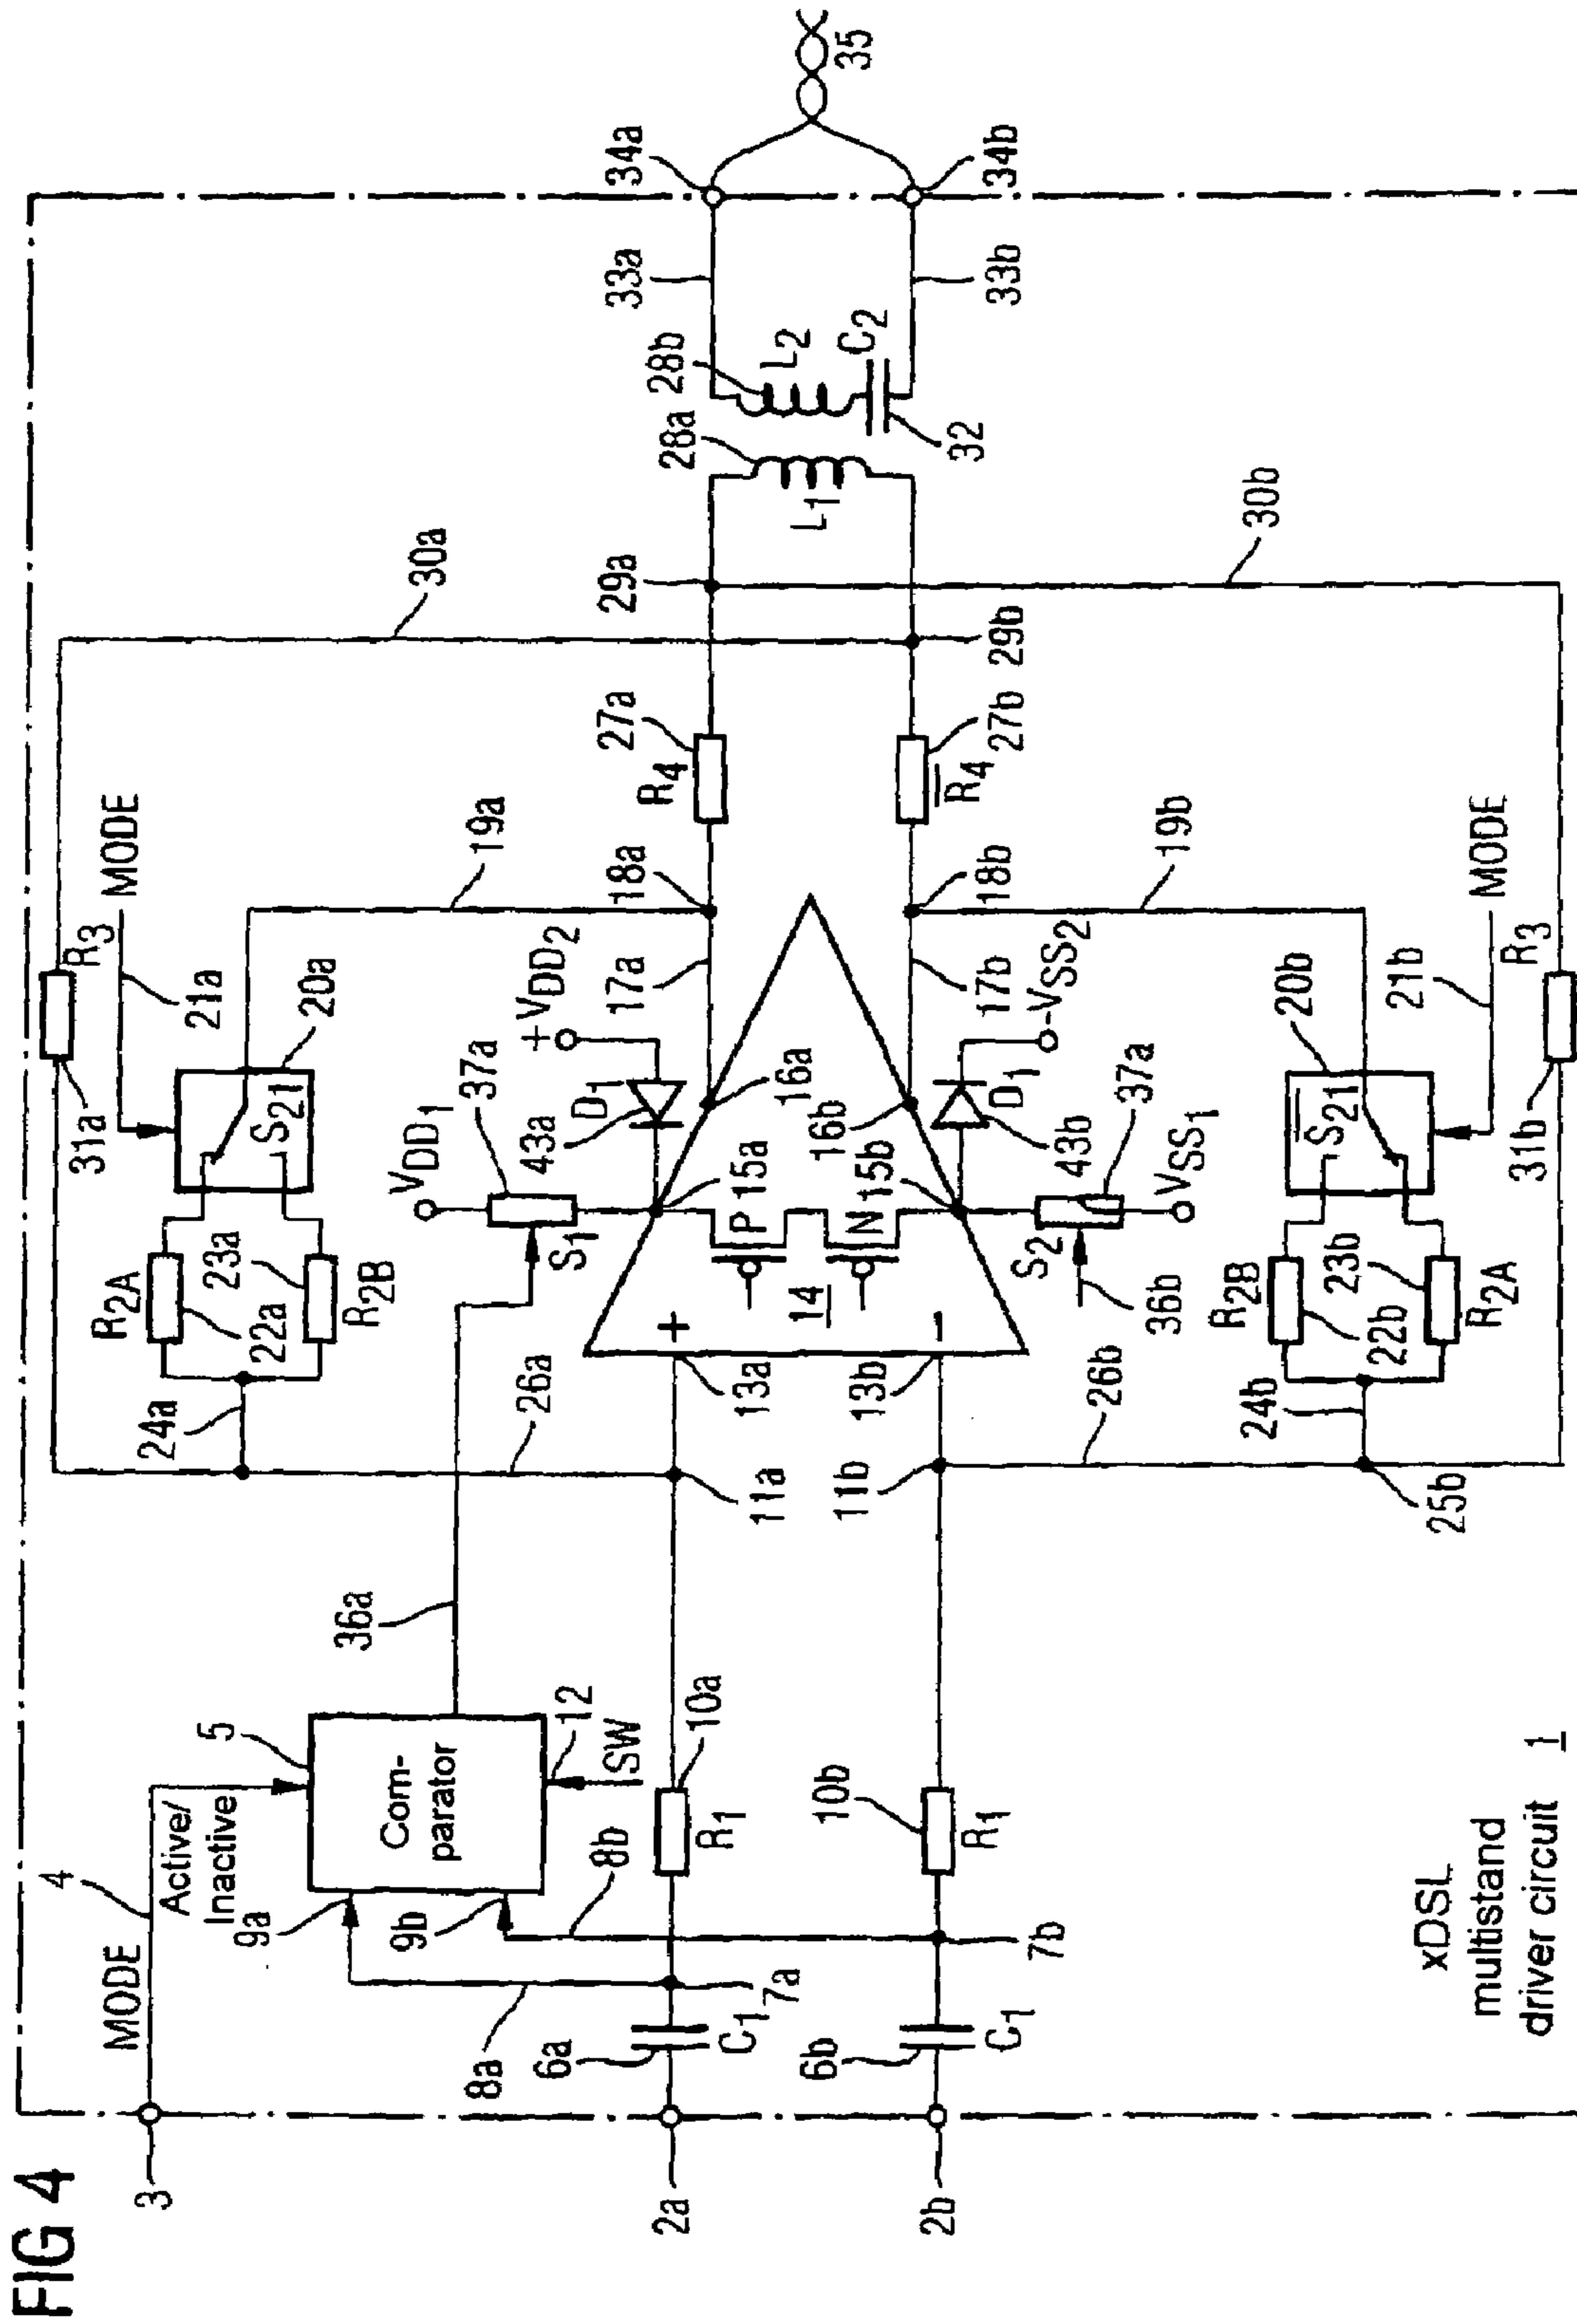 FIG 4
3
MODE
4
Active/
Inactive
5
Com-
parator
9a
9b
8a
8b
12
SW
36a
2a
6a
C1
7a
10a
R1
2b
6b
C1
7b
10b
R1
11a
11b
13a
13b
+
-
14
26a
26b
24a
24b
25b
R2A
22a
23a
R2B
S21
20a
21a
MODE
31a
R3
30a
19a
VDD1
37a
S1
+VDD2
D1
43a
15a
P
N
15b
16a
16b
17a
17b
18a
18b
43b
D1
-VSS2
S2
37a
VSS1
36b
R2B
22b
23b
R2A
S21
20b
21b
MODE
19b
31b
R3
30b
R4
27a
R4
27b
29a
29b
L1
28a
28b
L2
C2
32
33a
33b
34a
34b
35
xDSL
multistand
driver circuit 1